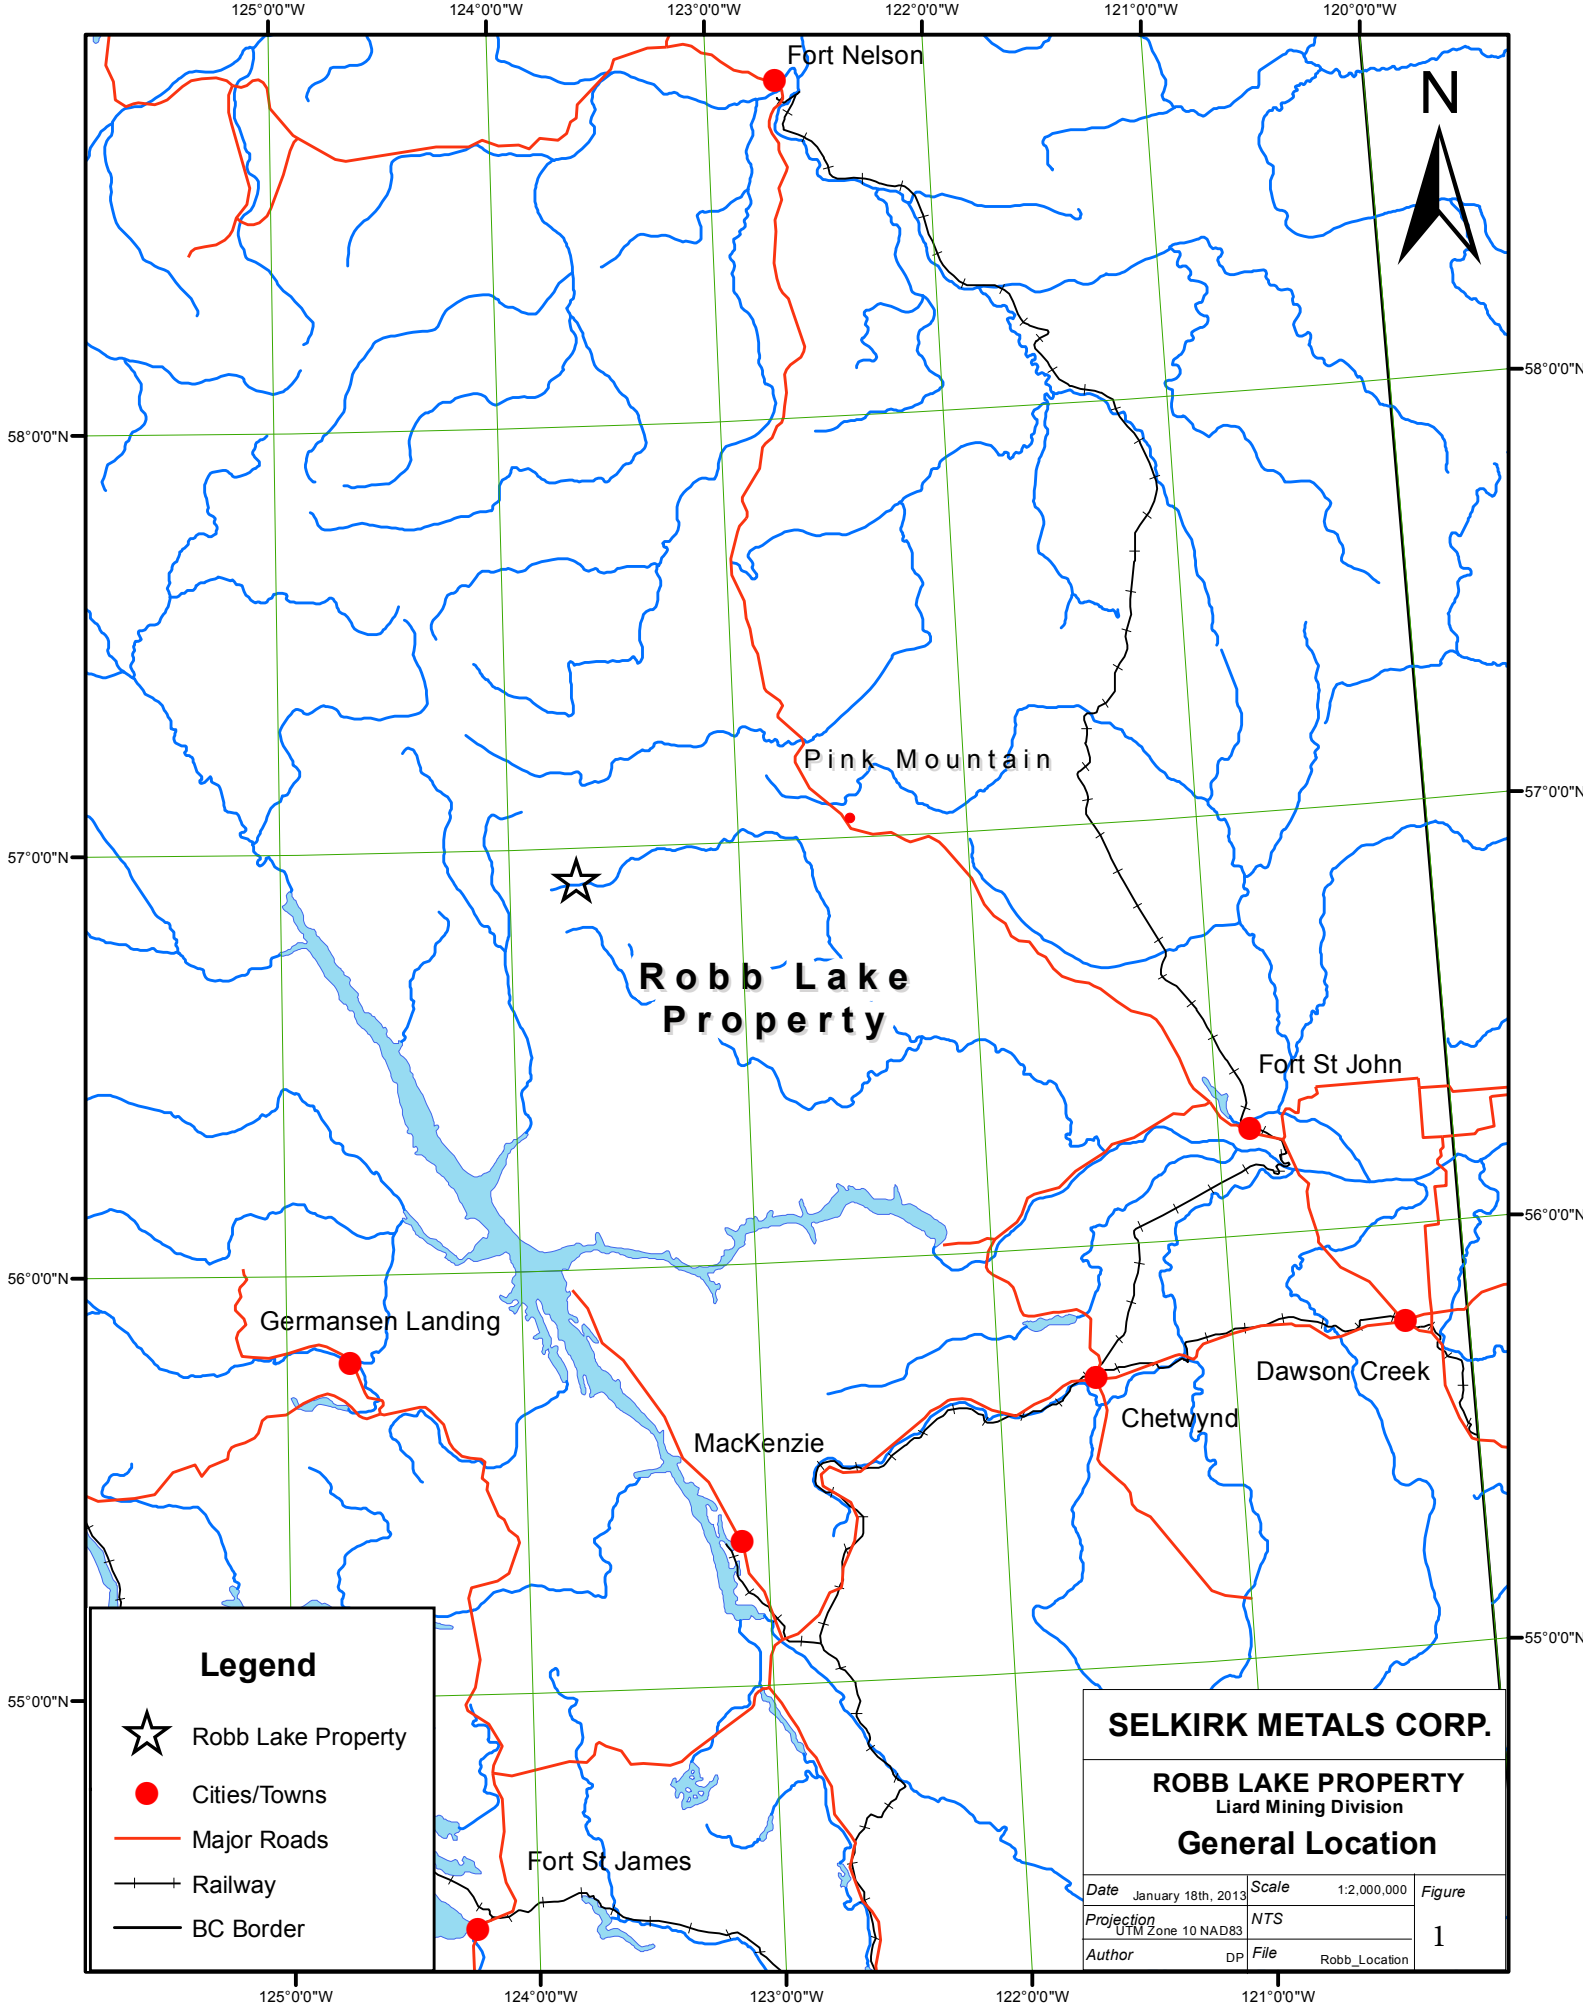 125°0'0"W 124°0'0"W 123°0'0"W 122°0'0"W 121°0'0"W 120°0'0"W
Fort Nelson
N
58°0'0"N
58°0'0"N
Pink Mountain
57°0'0"N
57°0'0"N
Robb Lake
Property
Fort St John
56°0'0"N
56°0'0"N
Germansen Landing
Dawson Creek
Chetwynd
MacKenzie
55°0'0"N
55°0'0"N
Fort St James
Legend
Robb Lake Property
Cities/Towns
Major Roads
Railway
BC Border
SELKIRK METALS CORP.
ROBB LAKE PROPERTY
Liard Mining Division
General Location
Date January 18th, 2013 Scale 1:2,000,000 Figure
Projection UTM Zone 10 NAD83 NTS 1
Author DP File Robb_Location
125°0'0"W 124°0'0"W 123°0'0"W 122°0'0"W 121°0'0"W